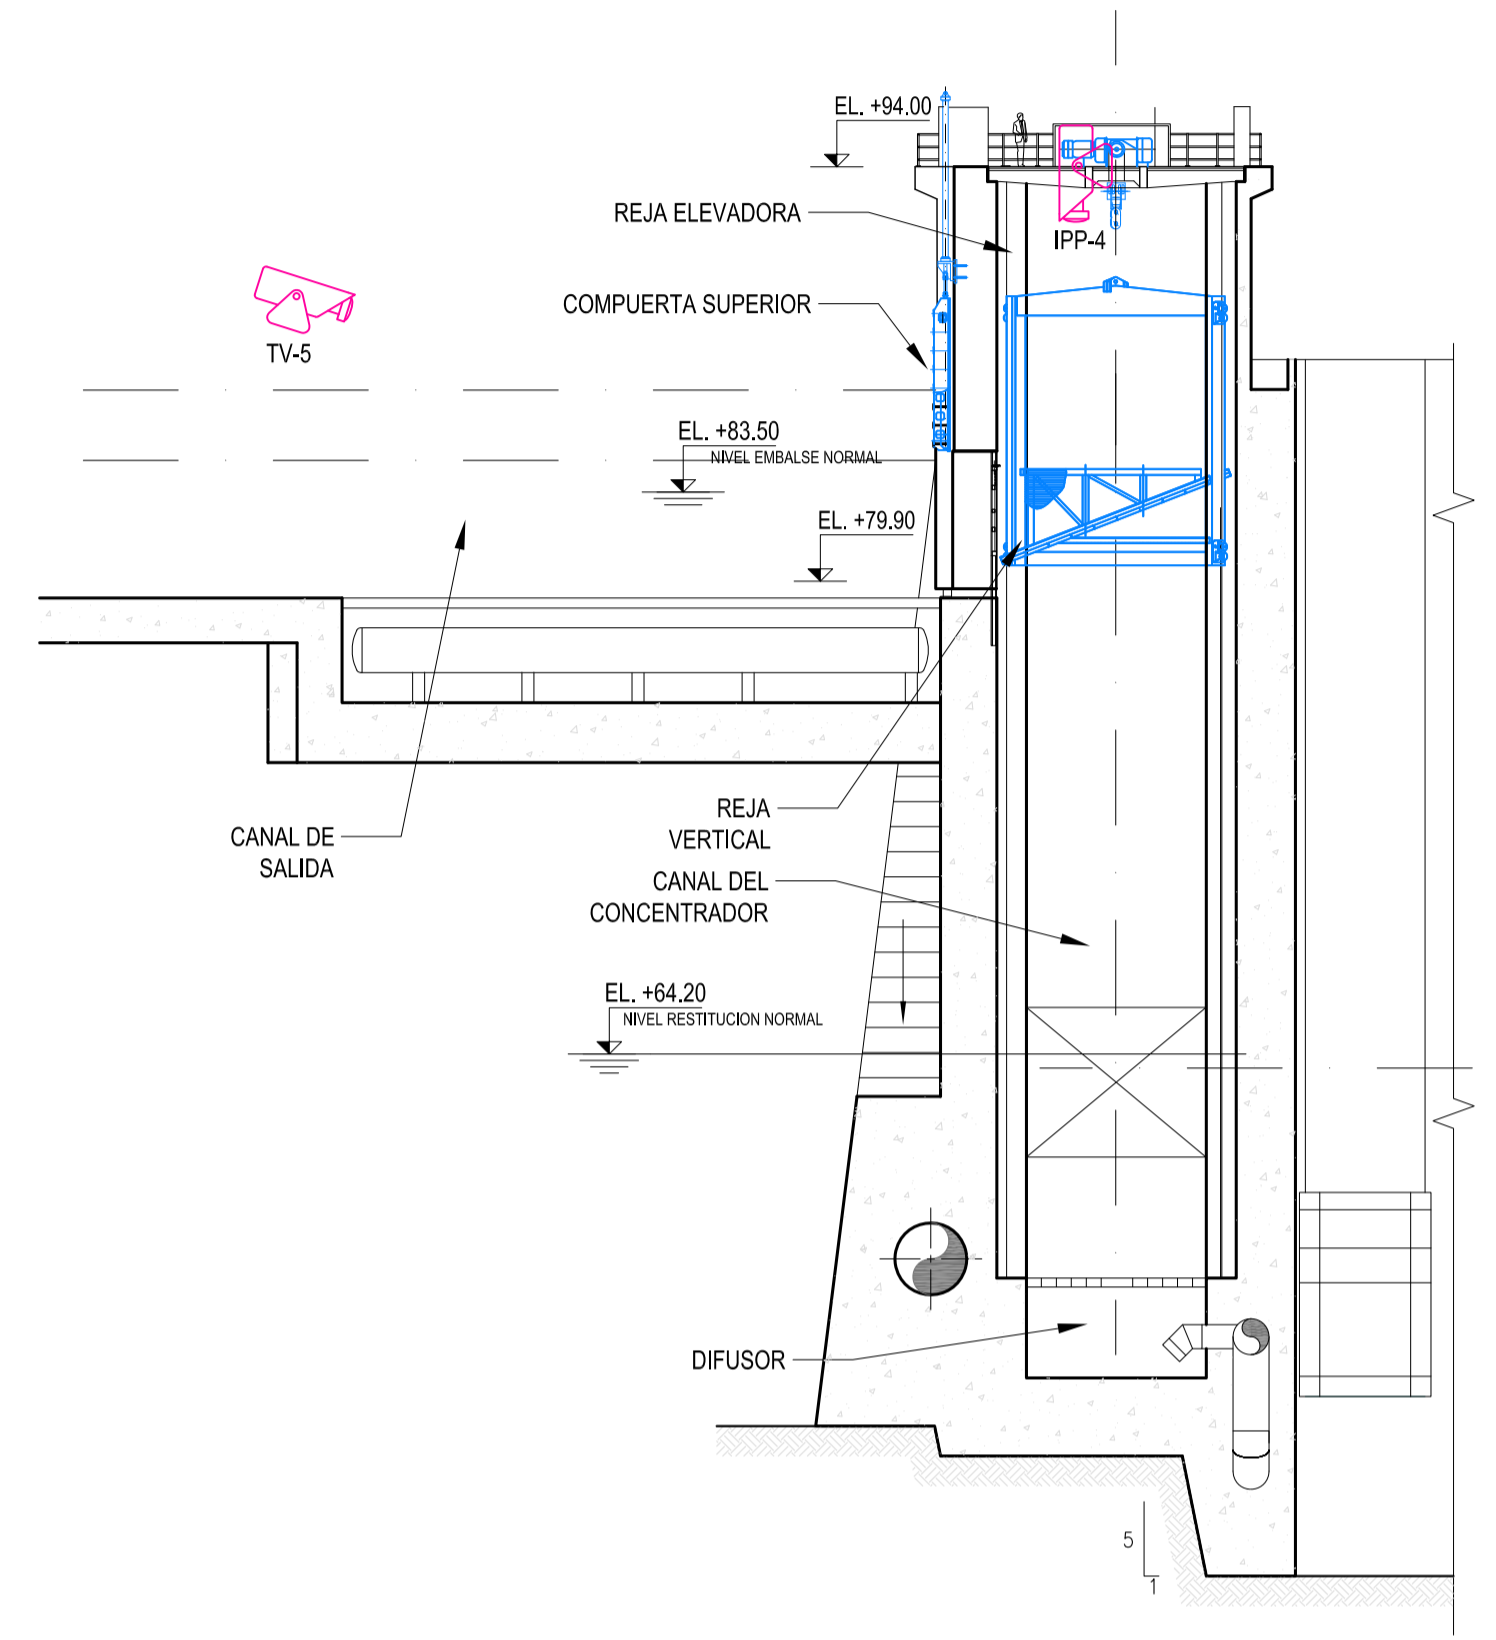 EL. +94.00
REJA ELEVADORA
IPP-4
COMPUERTA SUPERIOR
TV-5
EL. +83.50
NIVEL EMBALSE NORMAL
EL. +79.90
REJA
VERTICAL
CANAL DE
SALIDA
CANAL DEL
CONCENTRADOR
EL. +64.20
NIVEL RESTITUCION NORMAL
DIFUSOR
5
1